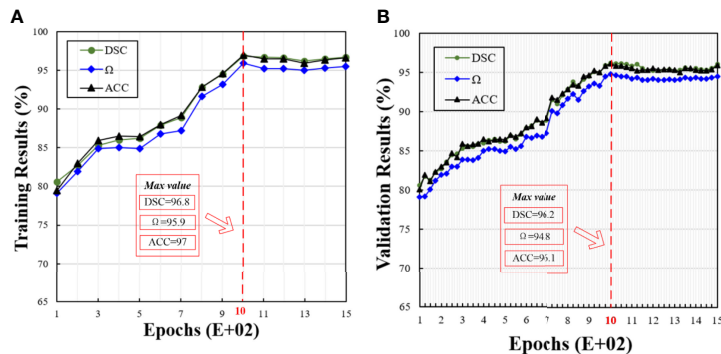 A
Training Results (%)
100
95
90
85
80
75
70
65
DSC
Ω
ACC
Max value
DSC=96.8
Ω=95.9
ACC=97
1 3 5 7 9 10 11 13 15
Epochs (E+02)
B
Validation Results (%)
100
95
90
85
80
75
70
65
DSC
Ω
ACC
Max value
DSC=96.2
Ω=94.8
ACC=96.1
1 2 3 4 5 6 7 8 9 10 11 12 13 14 15
Epochs (E+02)